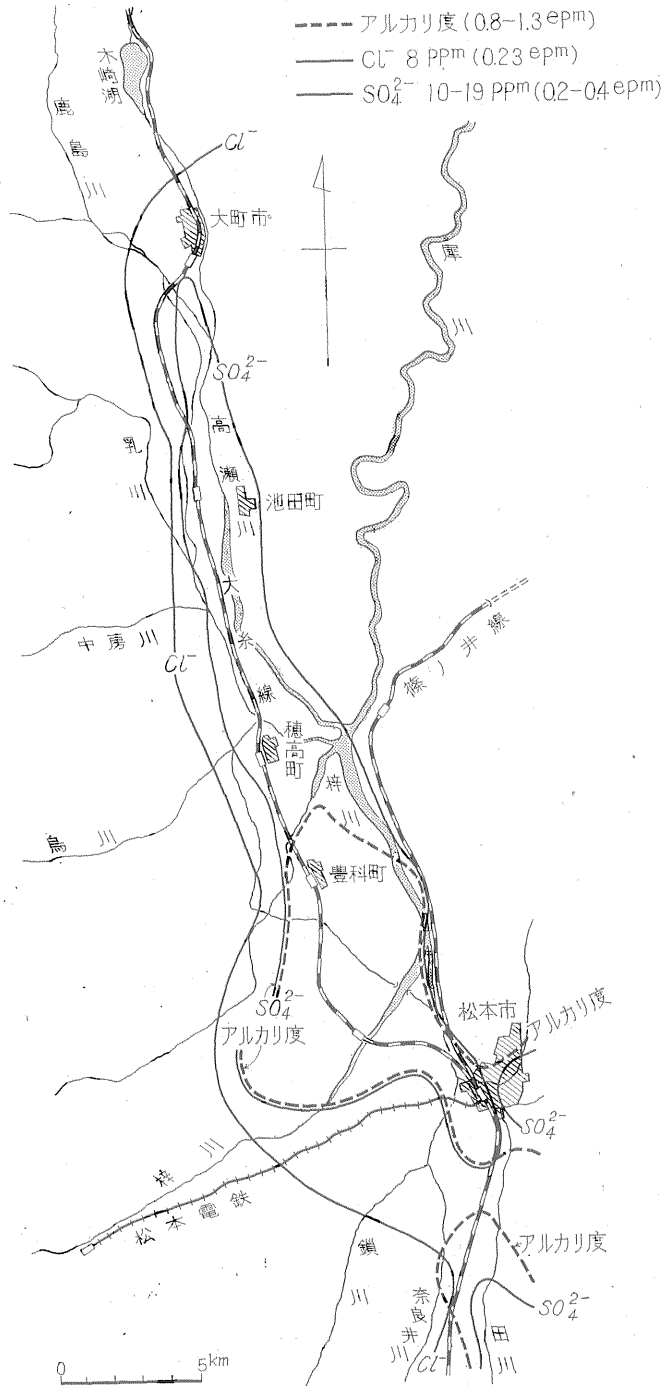 アルカリ度 (0.8-1.3 epm)
Cl⁻ 8 PPm (0.23 epm)
SO₄²⁻ 10-19 PPm (0.2-0.4 epm)
木崎湖
鹿島川
Cl⁻
大町市
犀川
SO₄²⁻
高瀬川
乳川
池田町
大糸線
中房川
Cl⁻
篠ノ井線
穂高町
梓川
烏川
豊科町
SO₄²⁻
松本市
アルカリ度
アルカリ度
SO₄²⁻
梓川
松本電鉄
アルカリ度
鎖川
奈良井川
SO₄²⁻
田川
Cl⁻
0 5km